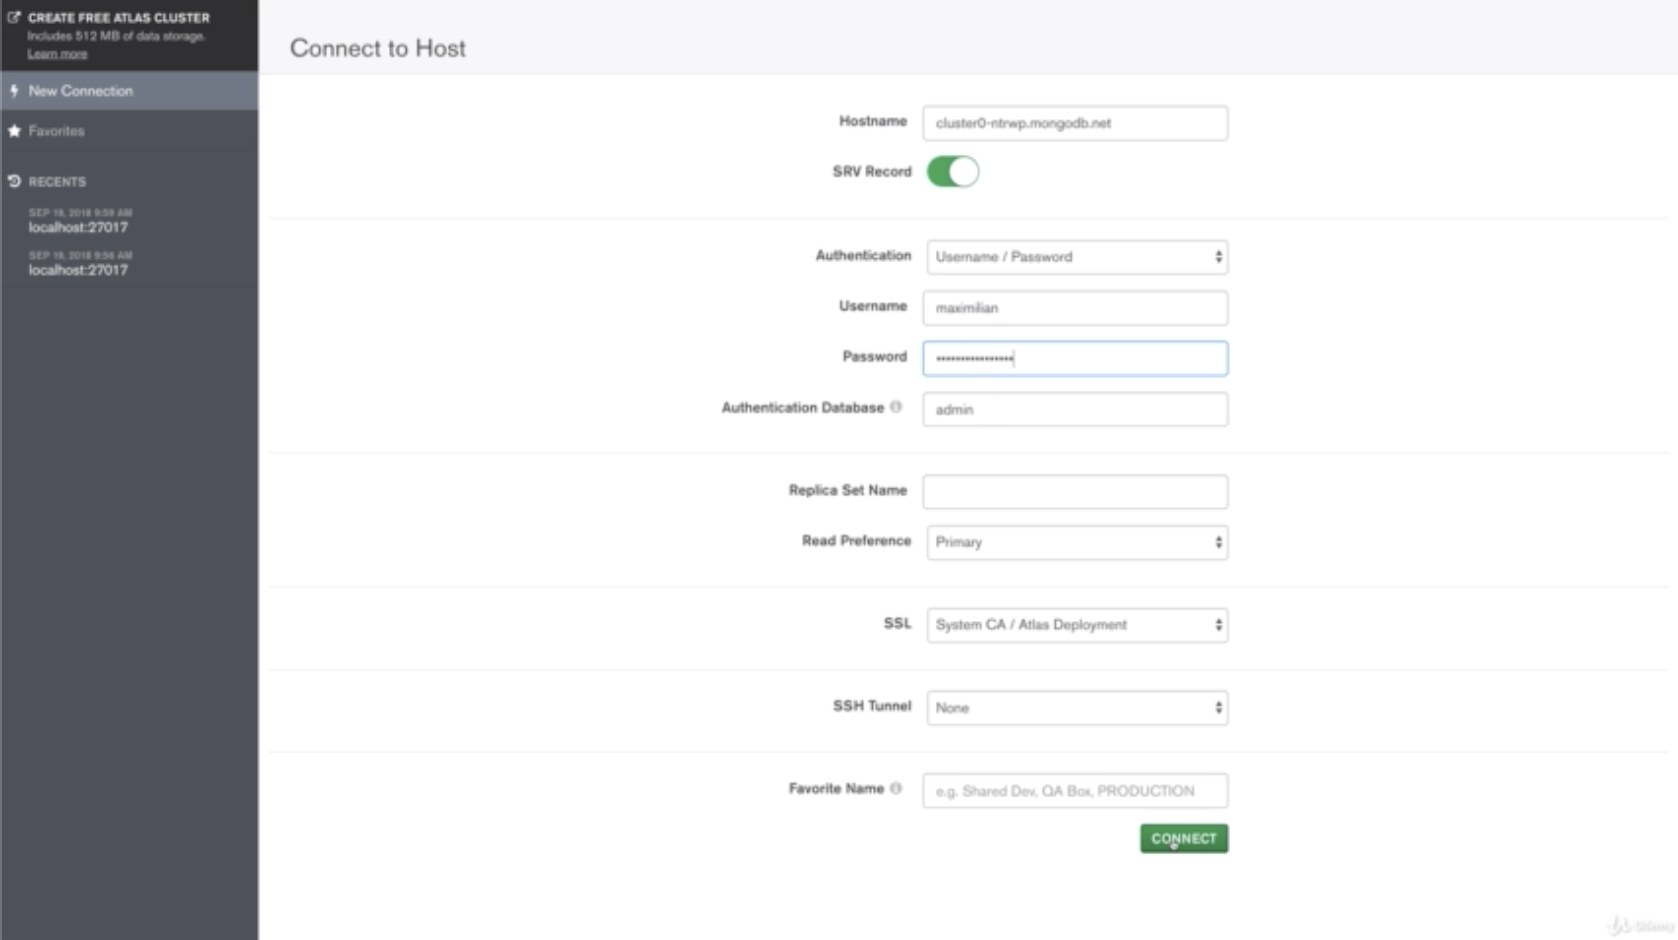 CREATE FREE ATLAS CLUSTER
Includes 512 MB of data storage.
Learn more
New Connection
Favorites
RECENTS
SEP 19, 2018 9:59 AM
localhost:27017
SEP 19, 2018 9:56 AM
localhost:27017
Connect to Host
Hostname cluster0-ntrwp.mongodb.net
SRV Record
Authentication Username / Password
Username maximilian
Password ••••••••••••••••
Authentication Database admin
Replica Set Name
Read Preference Primary
SSL System CA / Atlas Deployment
SSH Tunnel None
Favorite Name e.g. Shared Dev, QA Box, PRODUCTION
CONNECT
Udemy